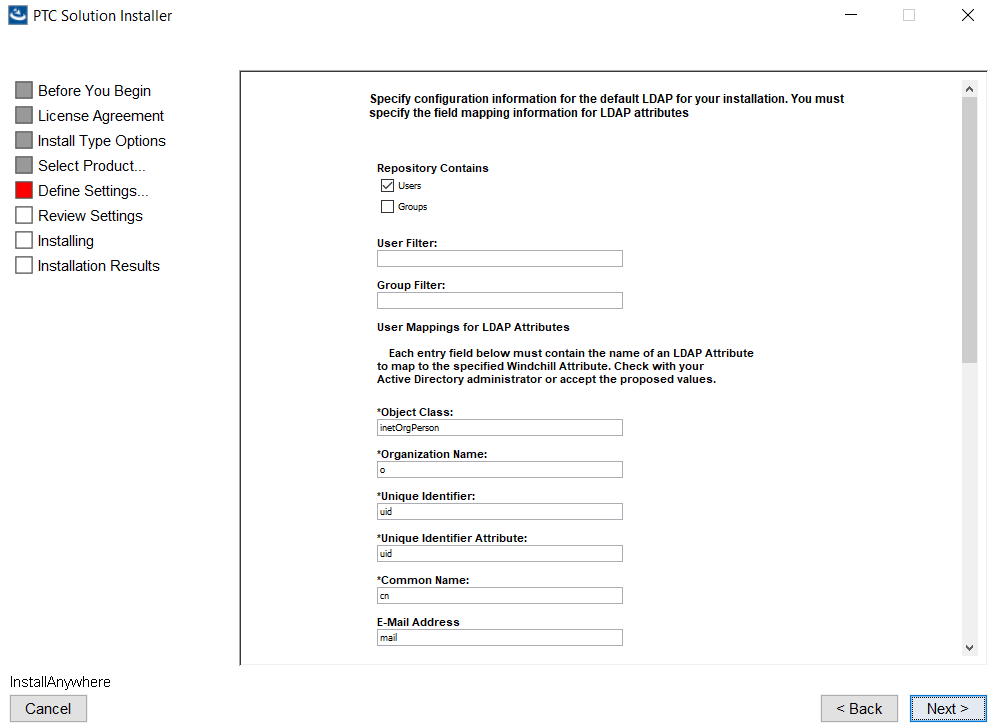 PTC Solution Installer
Before You Begin
License Agreement
Install Type Options
Select Product...
Define Settings...
Review Settings
Installing
Installation Results
Specify configuration information for the default LDAP for your installation. You must
specify the field mapping information for LDAP attributes
Repository Contains
Users
Groups
User Filter:
Group Filter:
User Mappings for LDAP Attributes
Each entry field below must contain the name of an LDAP Attribute
to map to the specified Windchill Attribute. Check with your
Active Directory administrator or accept the proposed values.
*Object Class:
inetOrgPerson
*Organization Name:
o
*Unique Identifier:
uid
*Unique Identifier Attribute:
uid
*Common Name:
cn
E-Mail Address
mail
InstallAnywhere
Cancel
< Back
Next >